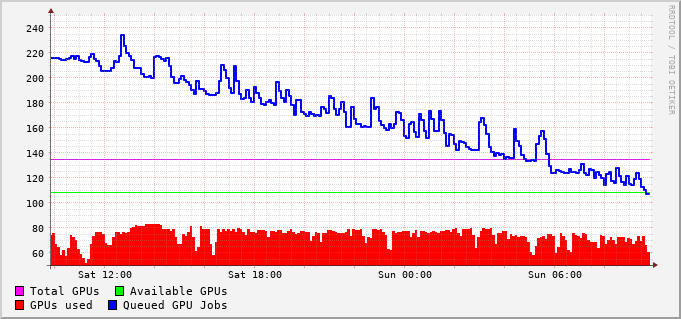 240
220
200
180
160
140
120
100
80
60
Sat 12:00 Sat 18:00 Sun 00:00 Sun 06:00
Total GPUs Available GPUs
GPUs used Queued GPU Jobs
RRDTOOL / TOBI OETIKER